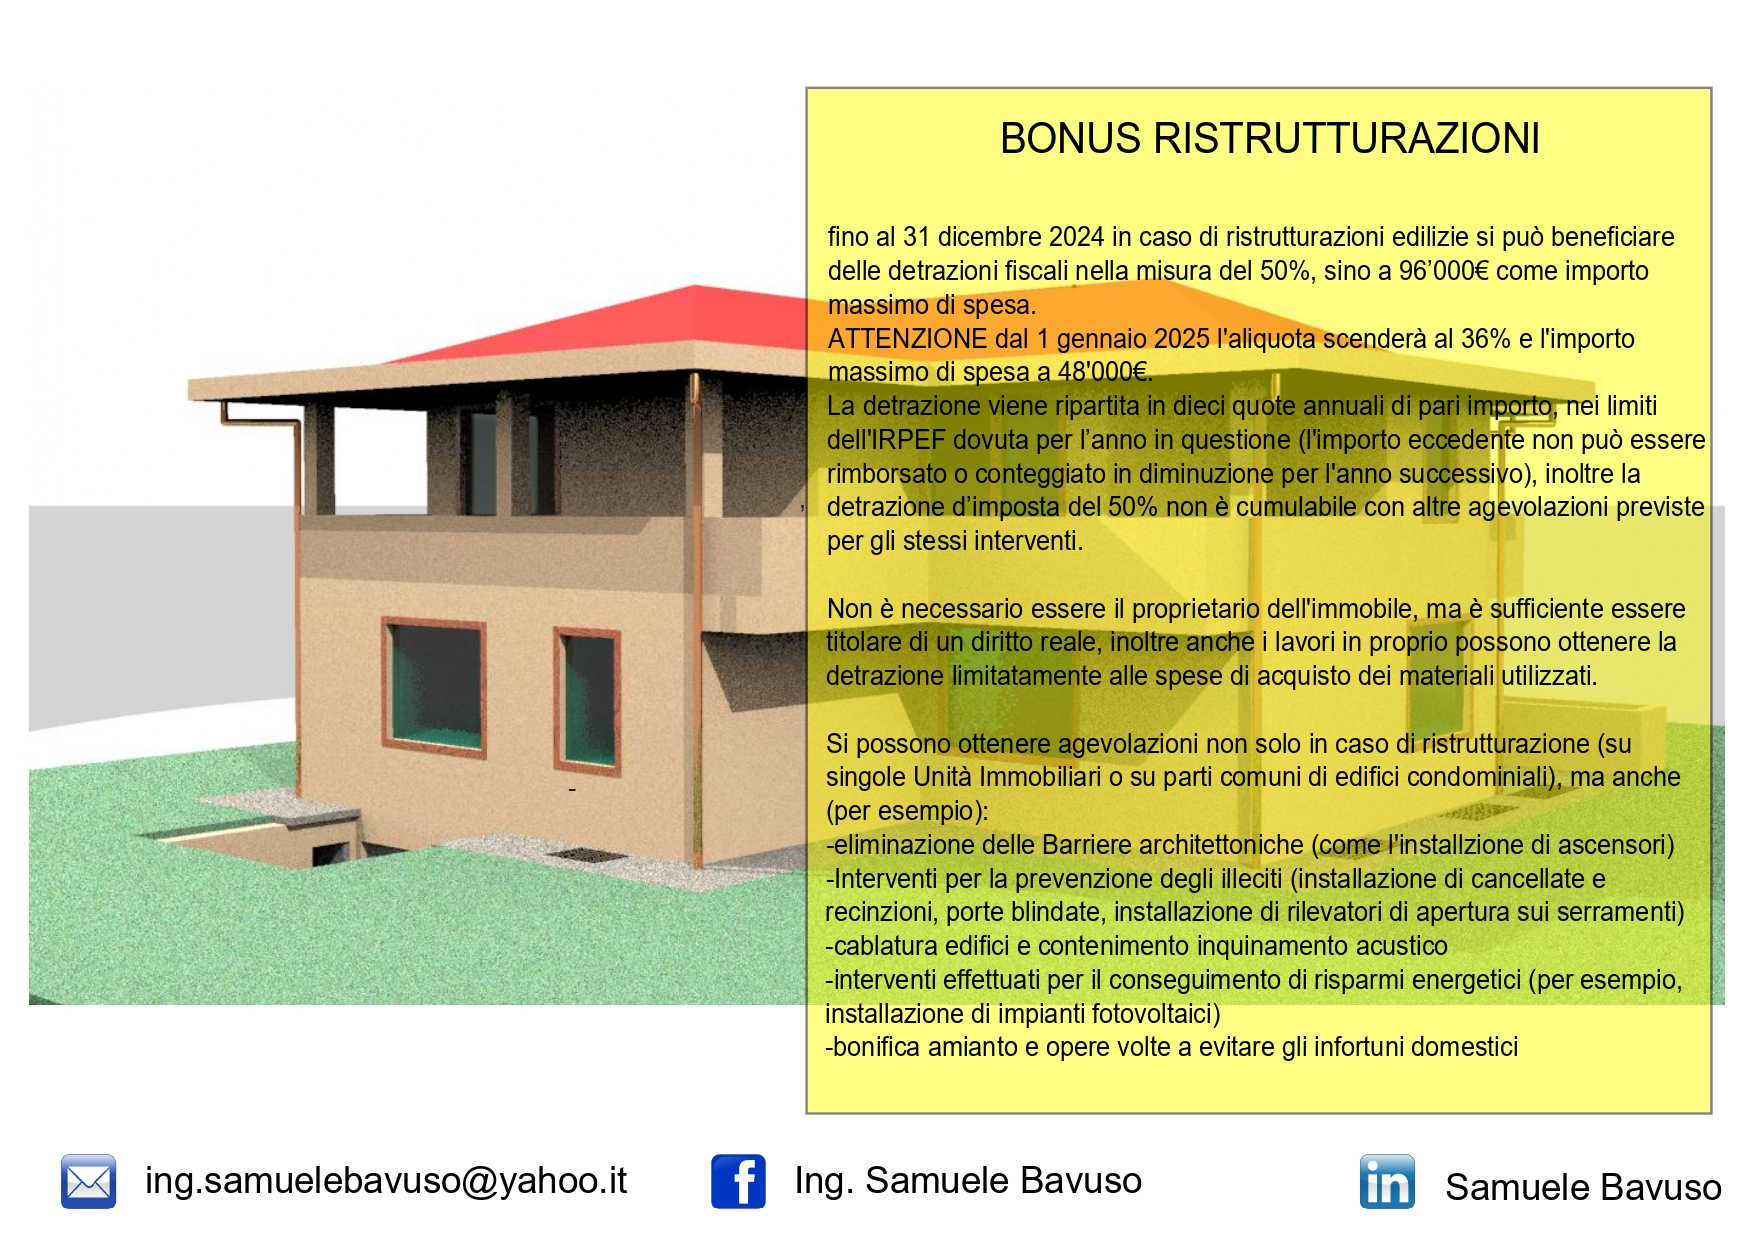 BONUS RISTRUTTURAZIONI
fino al 31 dicembre 2024 in caso di ristrutturazioni edilizie si può beneficiare
delle detrazioni fiscali nella misura del 50%, sino a 96’000€ come importo
massimo di spesa.
ATTENZIONE dal 1 gennaio 2025 l'aliquota scenderà al 36% e l'importo
massimo di spesa a 48'000€.
La detrazione viene ripartita in dieci quote annuali di pari importo, nei limiti
dell'IRPEF dovuta per l’anno in questione (l'importo eccedente non può essere
rimborsato o conteggiato in diminuzione per l'anno successivo), inoltre la
detrazione d’imposta del 50% non è cumulabile con altre agevolazioni previste
per gli stessi interventi.
Non è necessario essere il proprietario dell'immobile, ma è sufficiente essere
titolare di un diritto reale, inoltre anche i lavori in proprio possono ottenere la
detrazione limitatamente alle spese di acquisto dei materiali utilizzati.
Si possono ottenere agevolazioni non solo in caso di ristrutturazione (su
singole Unità Immobiliari o su parti comuni di edifici condominiali), ma anche
(per esempio):
-eliminazione delle Barriere architettoniche (come l'installzione di ascensori)
-Interventi per la prevenzione degli illeciti (installazione di cancellate e
recinzioni, porte blindate, installazione di rilevatori di apertura sui serramenti)
-cablatura edifici e contenimento inquinamento acustico
-interventi effettuati per il conseguimento di risparmi energetici (per esempio,
installazione di impianti fotovoltaici)
-bonifica amianto e opere volte a evitare gli infortuni domestici
ing.samuelebavuso@yahoo.it
Ing. Samuele Bavuso
Samuele Bavuso